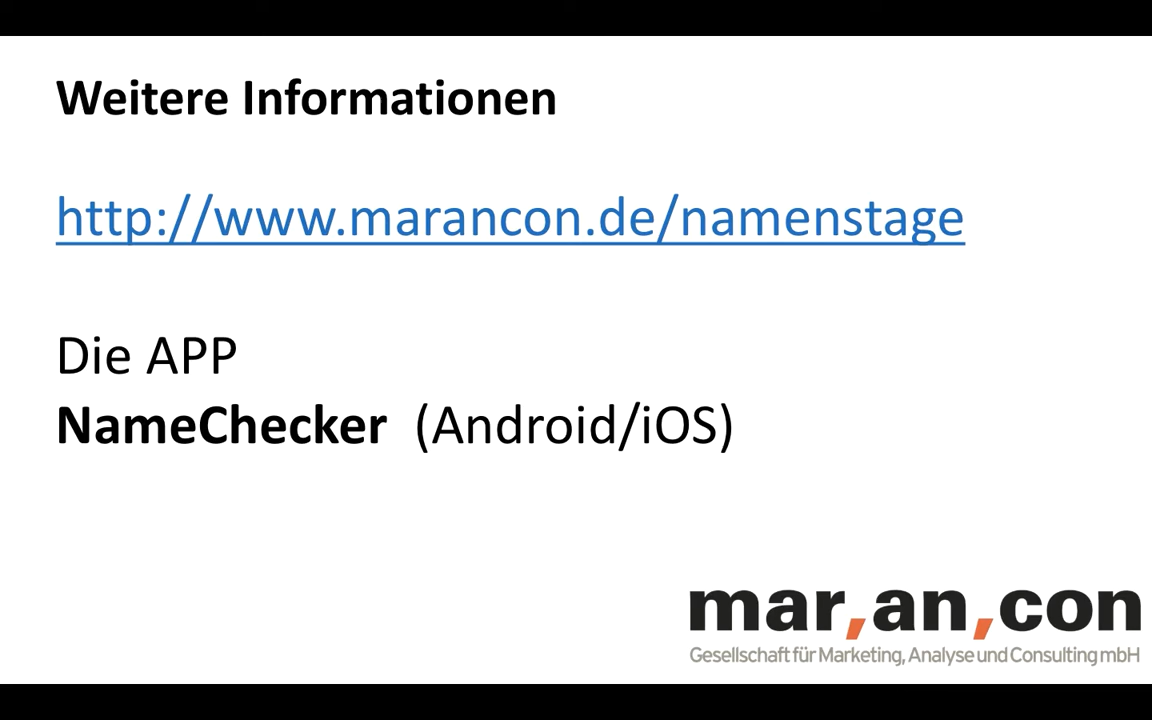 Weitere Informationen
http://www.marancon.de/namenstage
Die APP
NameChecker (Android/iOS)
mar,an,con
Gesellschaft für Marketing, Analyse und Consulting mbH